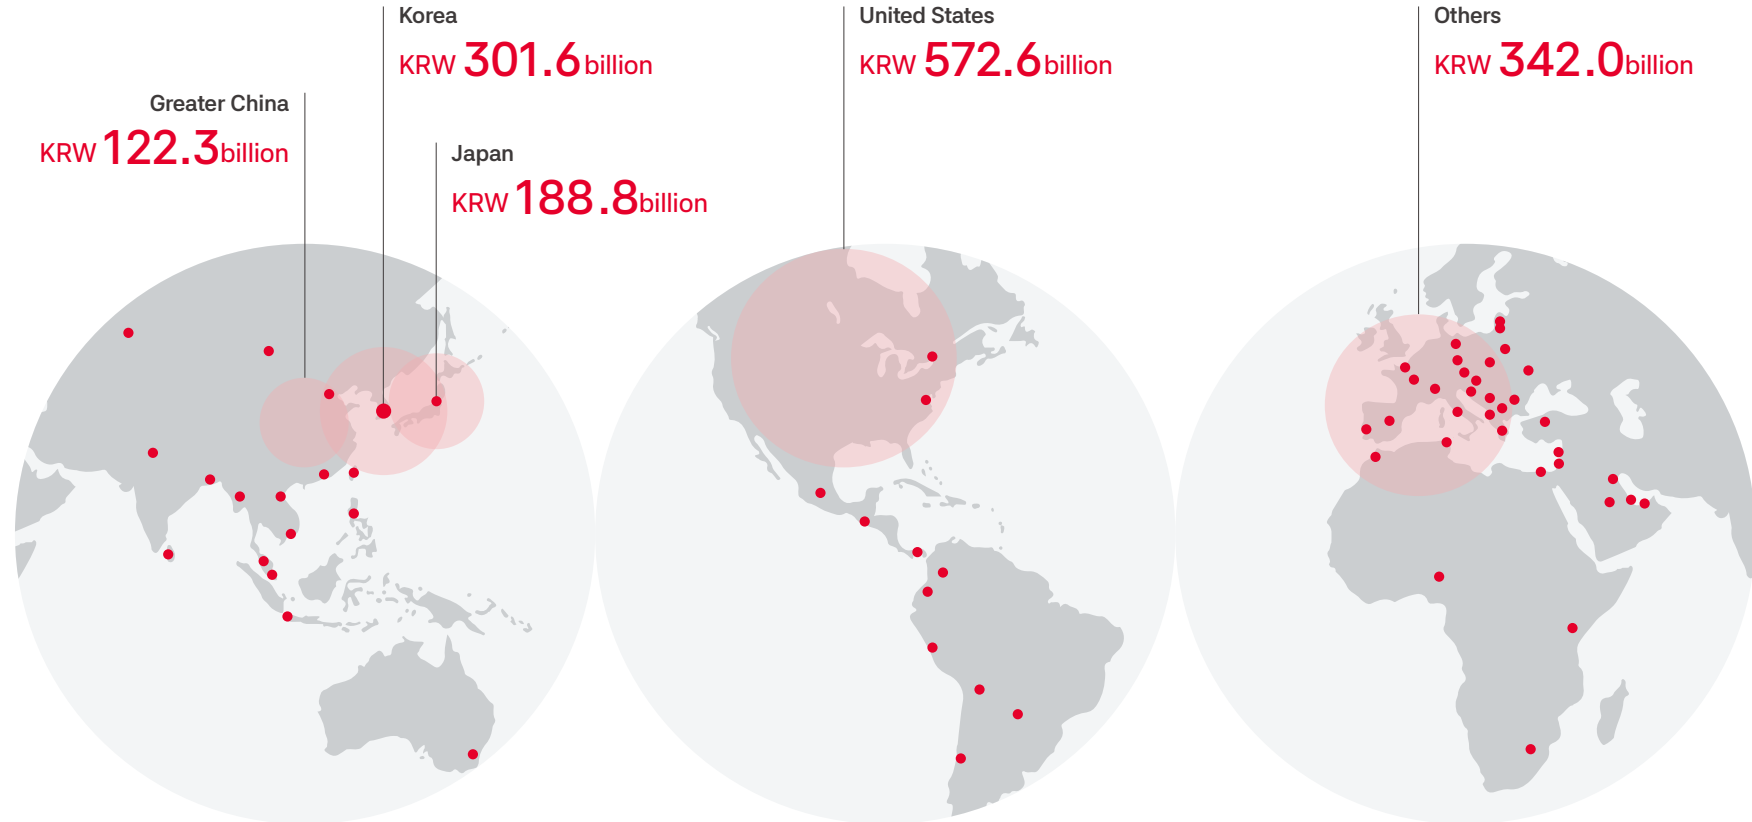 Korea
KRW 301.6 billion
United States
KRW 572.6 billion
Others
KRW 342.0 billion
Greater China
KRW 122.3 billion
Japan
KRW 188.8 billion